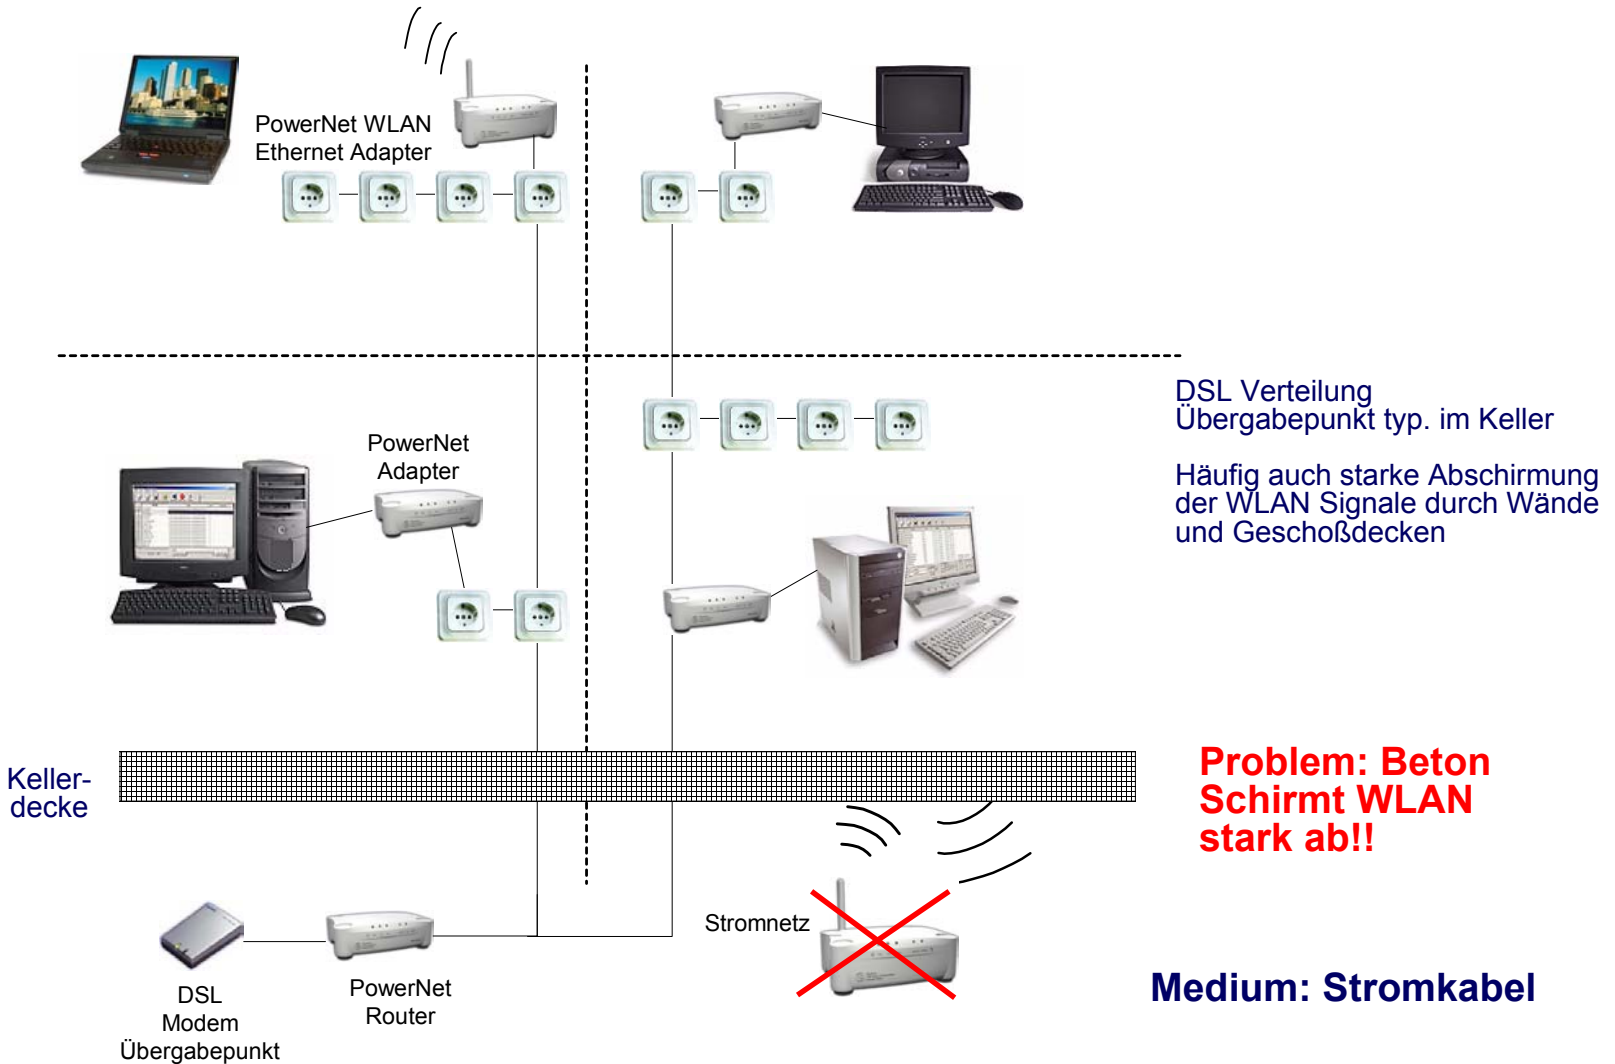 PowerNet WLAN
Ethernet Adapter
DSL Verteilung
Übergabepunkt typ. im Keller
Häufig auch starke Abschirmung
der WLAN Signale durch Wände
und Geschoßdecken
PowerNet
Adapter
Keller-
decke
Problem: Beton
Schirmt WLAN
stark ab!!
Stromnetz
Medium: Stromkabel
DSL
Modem
Übergabepunkt
PowerNet
Router